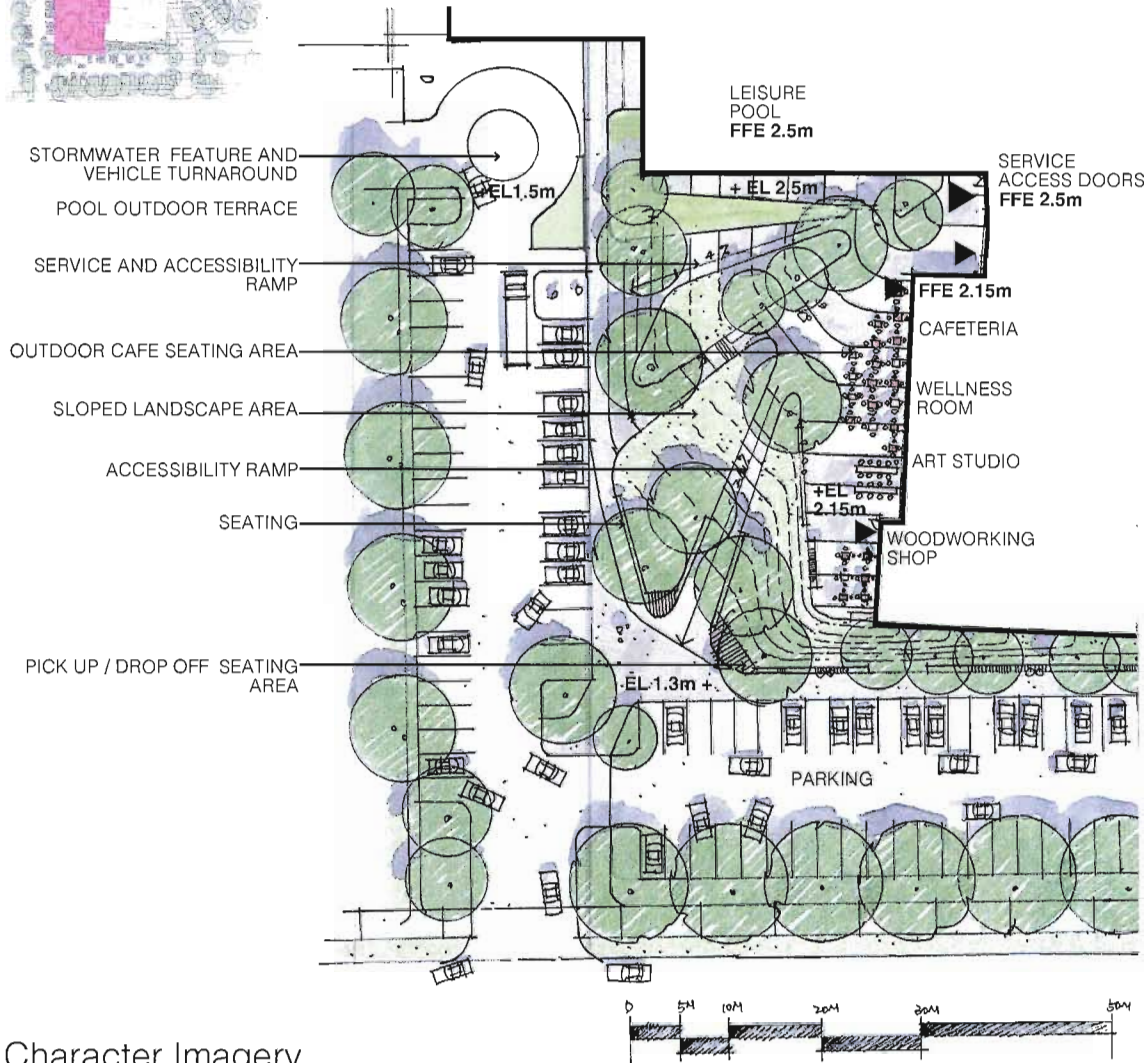 LEISURE
POOL
FFE 2.5m
STORMWATER FEATURE AND
VEHICLE TURNAROUND
SERVICE
ACCESS DOORS
FFE 2.5m
+EL1.5m
+ EL 2.5m
POOL OUTDOOR TERRACE
SERVICE AND ACCESSIBILITY
RAMP
FFE 2.15m
CAFETERIA
OUTDOOR CAFE SEATING AREA
WELLNESS
ROOM
SLOPED LANDSCAPE AREA
ART STUDIO
ACCESSIBILITY RAMP
+EL
2.15m
SEATING
WOODWORKING
SHOP
PICK UP / DROP OFF SEATING
AREA
EL 1.3m +
PARKING
0 5M 10M 20M 30M 50M
Character Imagery